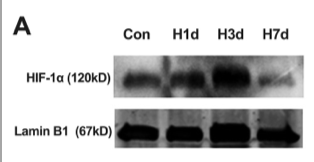 A
Con H1d H3d H7d
HIF-1α (120kD)
Lamin B1 (67kD)